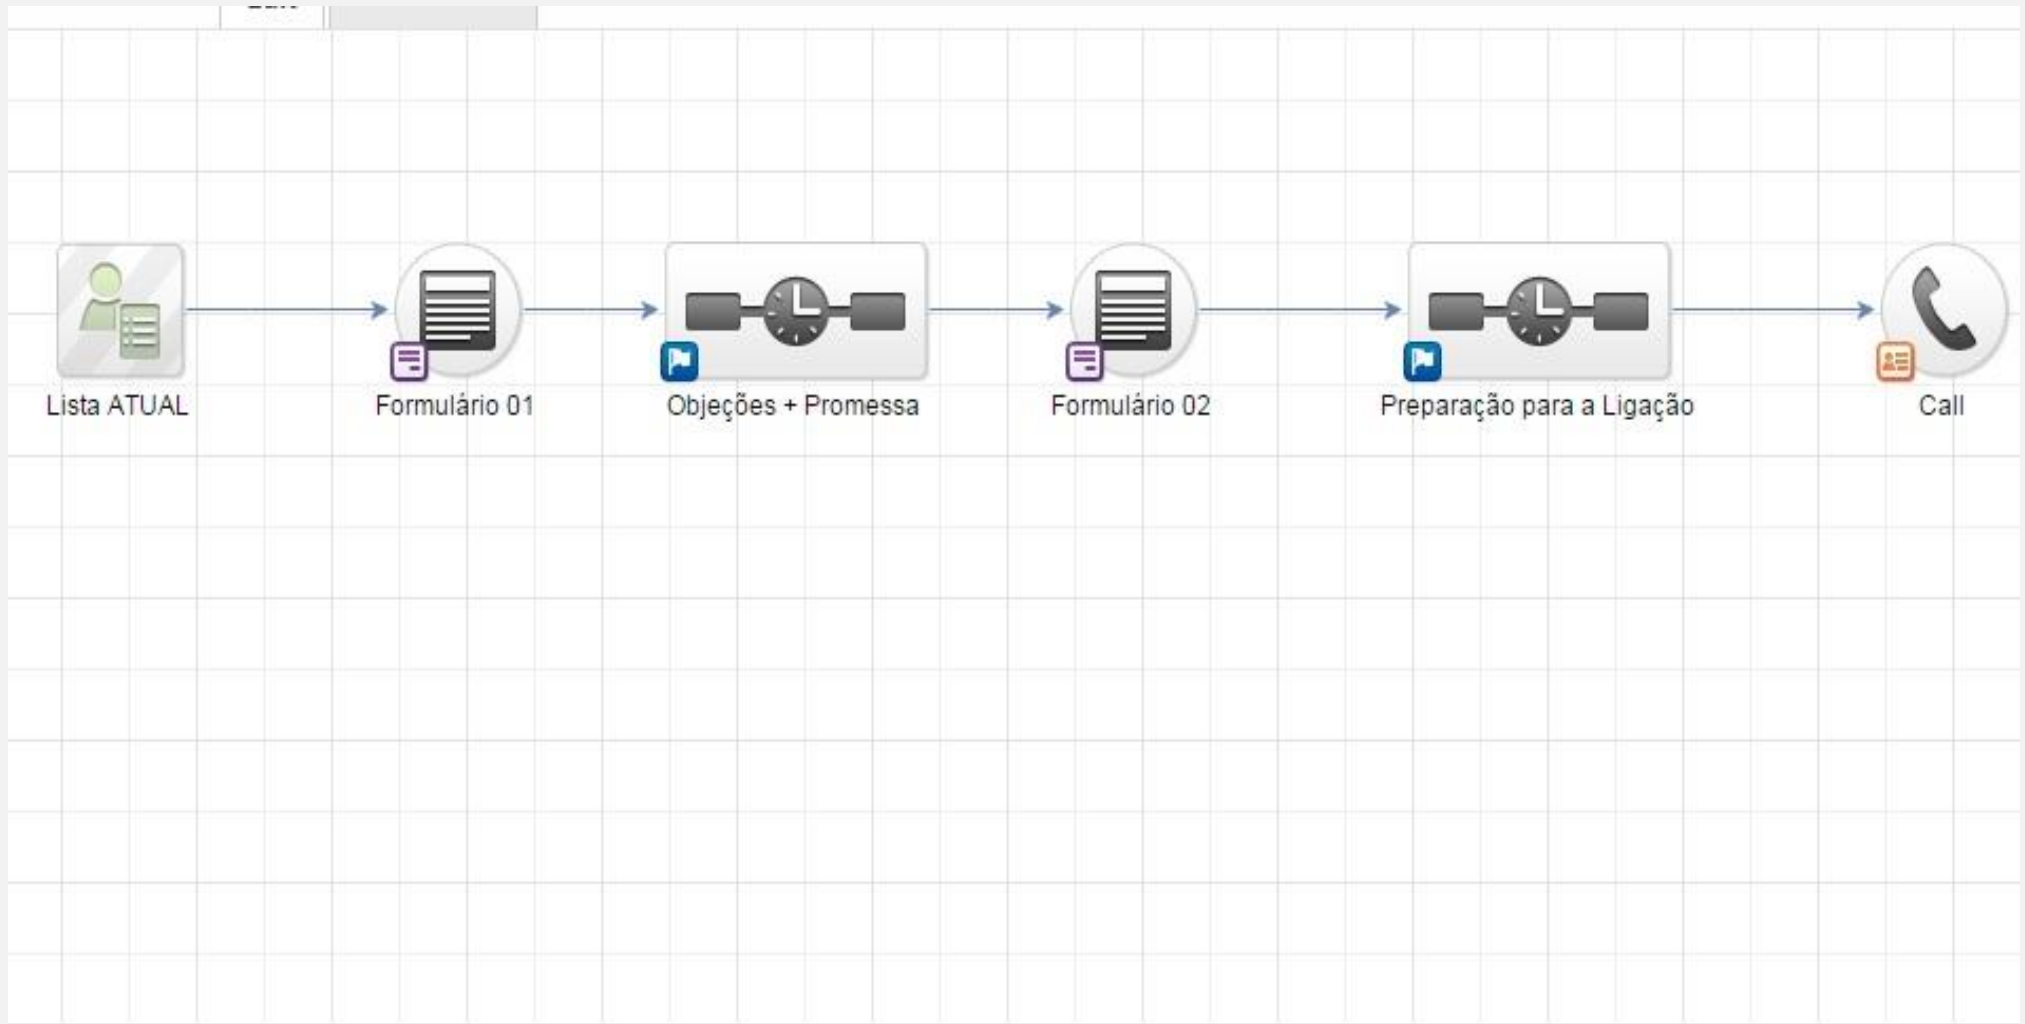 Lista ATUAL
Formulário 01
Objeções + Promessa
Formulário 02
Preparação para a Ligação
Call